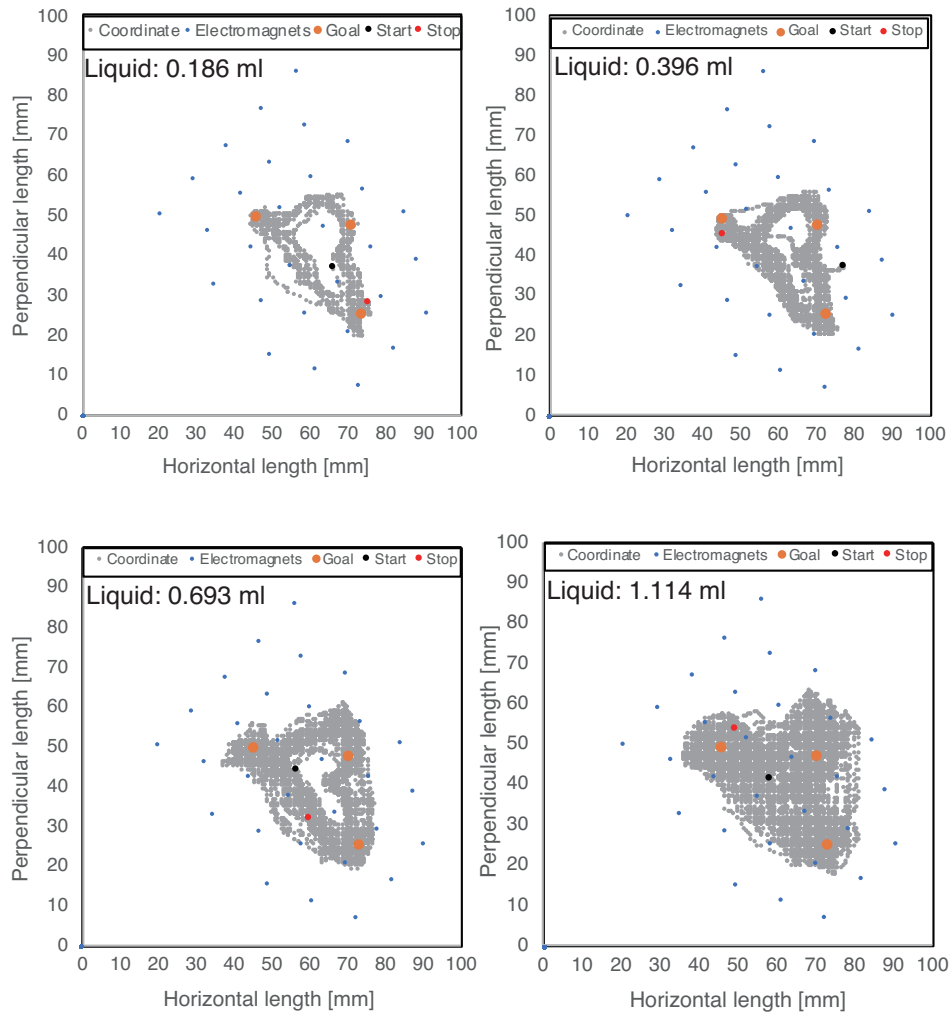 Coordinate Electromagnets Goal Start Stop
Liquid: 0.186 ml
Perpendicular length [mm]
100
90
80
70
60
50
40
30
20
10
0
0 10 20 30 40 50 60 70 80 90 100
Horizontal length [mm]
Coordinate Electromagnets Goal Start Stop
Liquid: 0.396 ml
Perpendicular length [mm]
100
90
80
70
60
50
40
30
20
10
0
0 10 20 30 40 50 60 70 80 90 100
Horizontal length [mm]
Coordinate Electromagnets Goal Start Stop
Liquid: 0.693 ml
Perpendicular length [mm]
100
90
80
70
60
50
40
30
20
10
0
0 10 20 30 40 50 60 70 80 90 100
Horizontal length [mm]
Coordinate Electromagnets Goal Start Stop
Liquid: 1.114 ml
Perpendicular length [mm]
100
90
80
70
60
50
40
30
20
10
0
0 10 20 30 40 50 60 70 80 90 100
Horizontal length [mm]